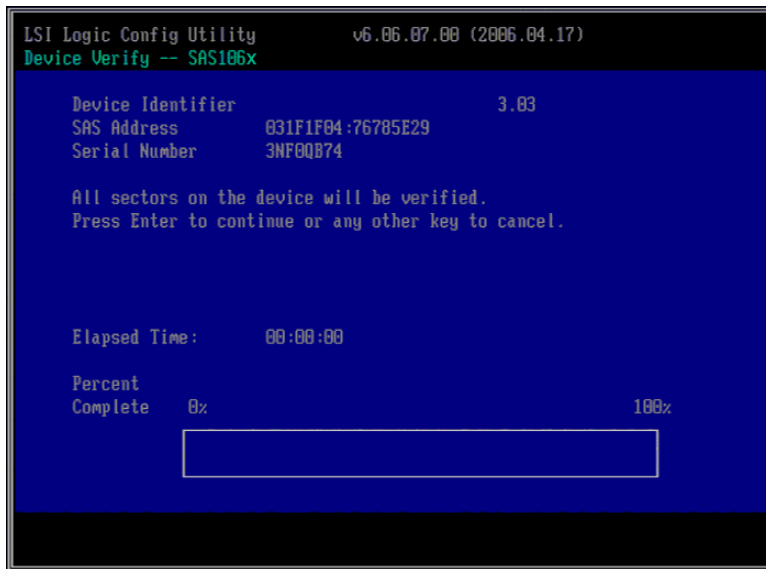 LSI Logic Config Utility v6.06.07.00 (2006.04.17)
Device Verify -- SAS106x
Device Identifier 3.03
SAS Address 031F1F04:76785E29
Serial Number 3NF0QB74
All sectors on the device will be verified.
Press Enter to continue or any other key to cancel.
Elapsed Time: 00:00:00
Percent
Complete 0% 100%